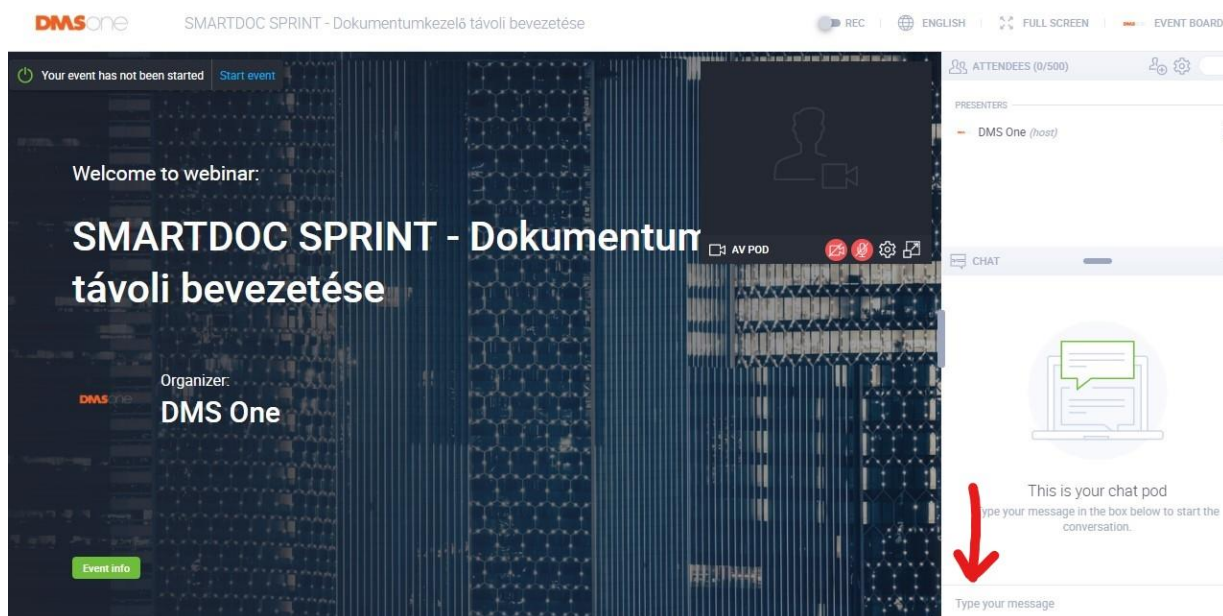 DMSone
SMARTDOC SPRINT - Dokumentumkezelő távoli bevezetése
REC
ENGLISH
FULL SCREEN
EVENT BOARD
Your event has not been started
Start event
Welcome to webinar:
SMARTDOC SPRINT - Dokumentum
távoli bevezetése
Organizer:
DMSone
DMS One
Event info
AV POD
ATTENDEES (0/500)
PRESENTERS
DMS One (host)
CHAT
This is your chat pod
Type your message in the box below to start the
conversation.
Type your message